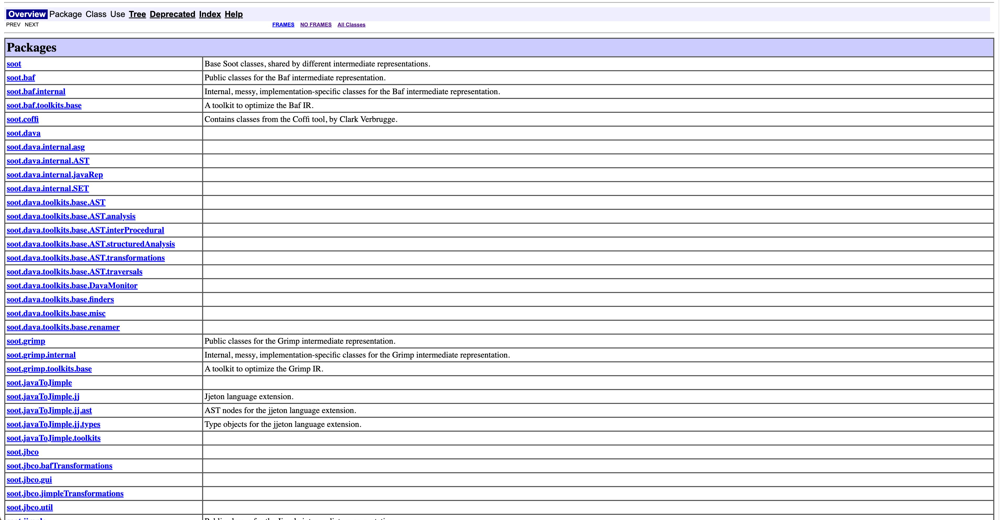 Overview Package Class Use Tree Deprecated Index Help
PREV NEXT FRAMES NO FRAMES All Classes
Packages
soot Base Soot classes, shared by different intermediate representations.
soot.baf Public classes for the Baf intermediate representation.
soot.baf.internal Internal, messy, implementation-specific classes for the Baf intermediate representation.
soot.baf.toolkits.base A toolkit to optimize the Baf IR.
soot.coffi Contains classes from the Coffi tool, by Clark Verbrugge.
soot.dava
soot.dava.internal.asg
soot.dava.internal.AST
soot.dava.internal.javaRep
soot.dava.internal.SET
soot.dava.toolkits.base.AST
soot.dava.toolkits.base.AST.analysis
soot.dava.toolkits.base.AST.interProcedural
soot.dava.toolkits.base.AST.structuredAnalysis
soot.dava.toolkits.base.AST.transformations
soot.dava.toolkits.base.AST.traversals
soot.dava.toolkits.base.DavaMonitor
soot.dava.toolkits.base.finders
soot.dava.toolkits.base.misc
soot.dava.toolkits.base.renamer
soot.grimp Public classes for the Grimp intermediate representation.
soot.grimp.internal Internal, messy, implementation-specific classes for the Grimp intermediate representation.
soot.grimp.toolkits.base A toolkit to optimize the Grimp IR.
soot.javaToJimple
soot.javaToJimple.jj Jjeton language extension.
soot.javaToJimple.jj.ast AST nodes for the jjeton language extension.
soot.javaToJimple.jj.types Type objects for the jjeton language extension.
soot.javaToJimple.toolkits
soot.jbco
soot.jbco.bafTransformations
soot.jbco.gui
soot.jbco.jimpleTransformations
soot.jbco.util